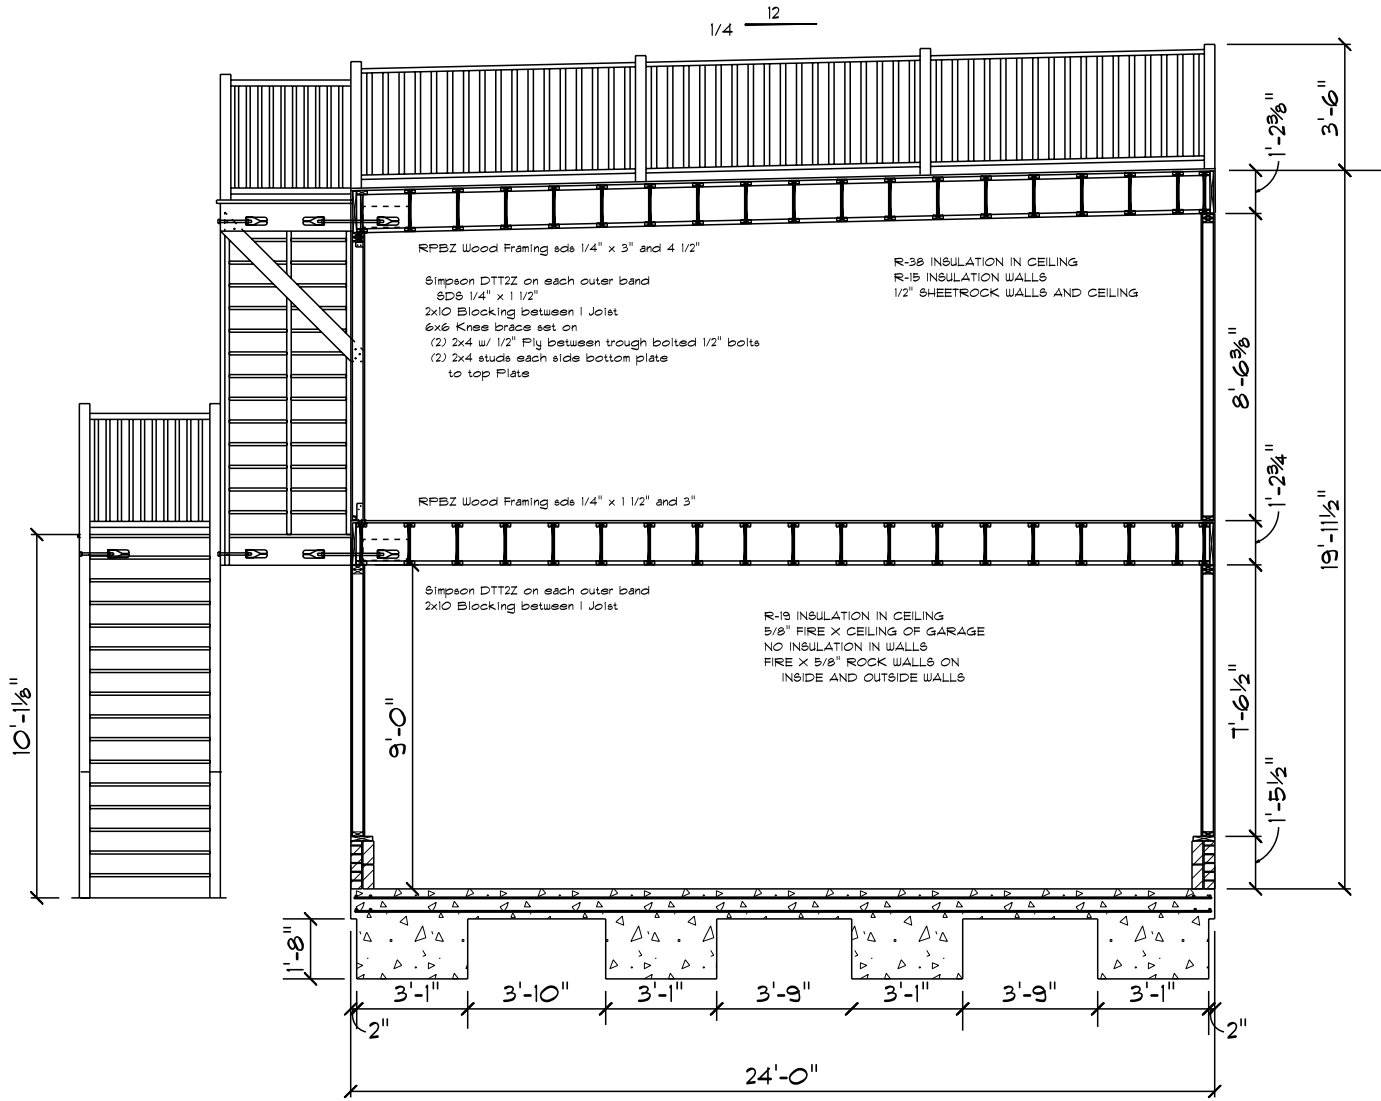 12
1/4
1'-2⅜"
3'-6"
RPBZ Wood Framing sds 1/4" x 3" and 4 1/2"
Simpson DTT2Z on each outer band
SDS 1/4" x 1 1/2"
2x10 Blocking between I Joist
6x6 Knee brace set on
(2) 2x4 w/ 1/2" Ply between trough bolted 1/2" bolts
(2) 2x4 studs each side bottom plate
to top Plate
R-38 INSULATION IN CEILING
R-15 INSULATION WALLS
1/2" SHEETROCK WALLS AND CEILING
8'-6⅜"
1'-2¾"
19'-11½"
RPBZ Wood Framing sds 1/4" x 1 1/2" and 3"
Simpson DTT2Z on each outer band
2x10 Blocking between I Joist
R-19 INSULATION IN CEILING
5/8" FIRE X CEILING OF GARAGE
NO INSULATION IN WALLS
FIRE X 5/8" ROCK WALLS ON
INSIDE AND OUTSIDE WALLS
10'-1⅛"
9'-0"
7'-6½"
1'-5½"
1'-8"
3'-1"
3'-10"
3'-1"
3'-9"
3'-1"
3'-9"
3'-1"
2"
2"
24'-0"